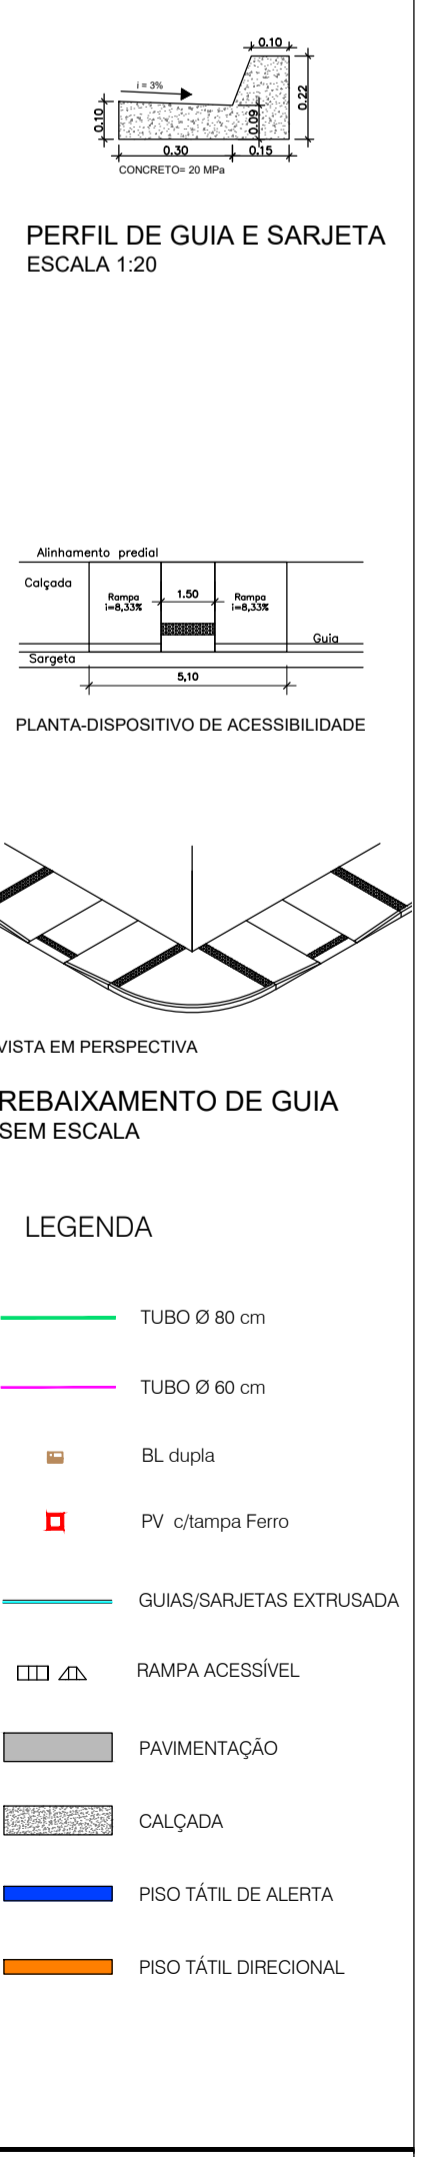 0.10
i = 3%
0.10
0.09
0.22
0.30
0.15
CONCRETO= 20 MPa
PERFIL DE GUIA E SARJETA
ESCALA 1:20
Alinhamento predial
Calçada
Rampa
i=8,33%
1.50
Rampa
i=8,33%
Guia
Sargeta
5,10
PLANTA-DISPOSITIVO DE ACESSIBILIDADE
VISTA EM PERSPECTIVA
REBAIXAMENTO DE GUIA
SEM ESCALA
LEGENDA
TUBO Ø 80 cm
TUBO Ø 60 cm
BL dupla
PV c/tampa Ferro
GUIAS/SARJETAS EXTRUSADA
RAMPA ACESSÍVEL
PAVIMENTAÇÃO
CALÇADA
PISO TÁTIL DE ALERTA
PISO TÁTIL DIRECIONAL